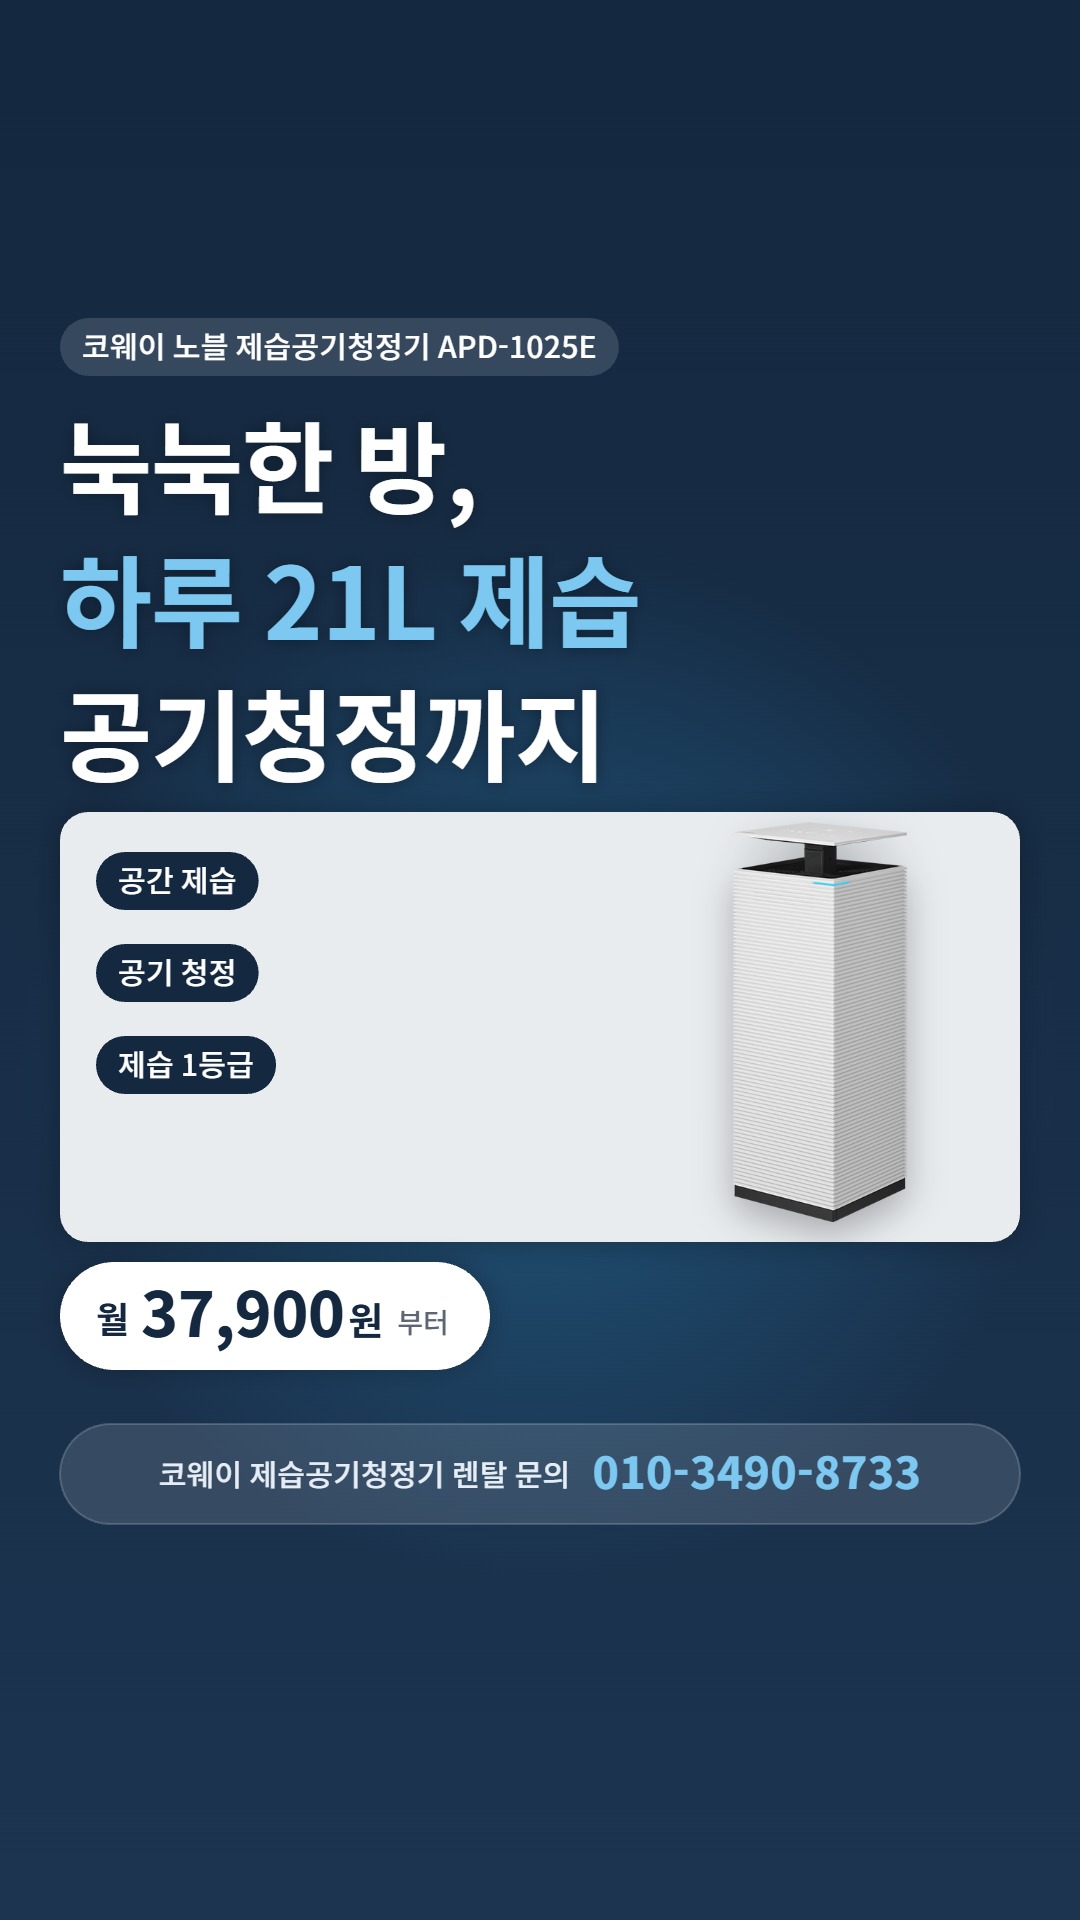 코웨이 노블 제습공기청정기 APD-1025E
눅눅한 방,
하루 21L 제습
공기청정까지
공간 제습
공기 청정
제습 1등급
월 37,900원 부터
코웨이 제습공기청정기 렌탈 문의 010-3490-8733